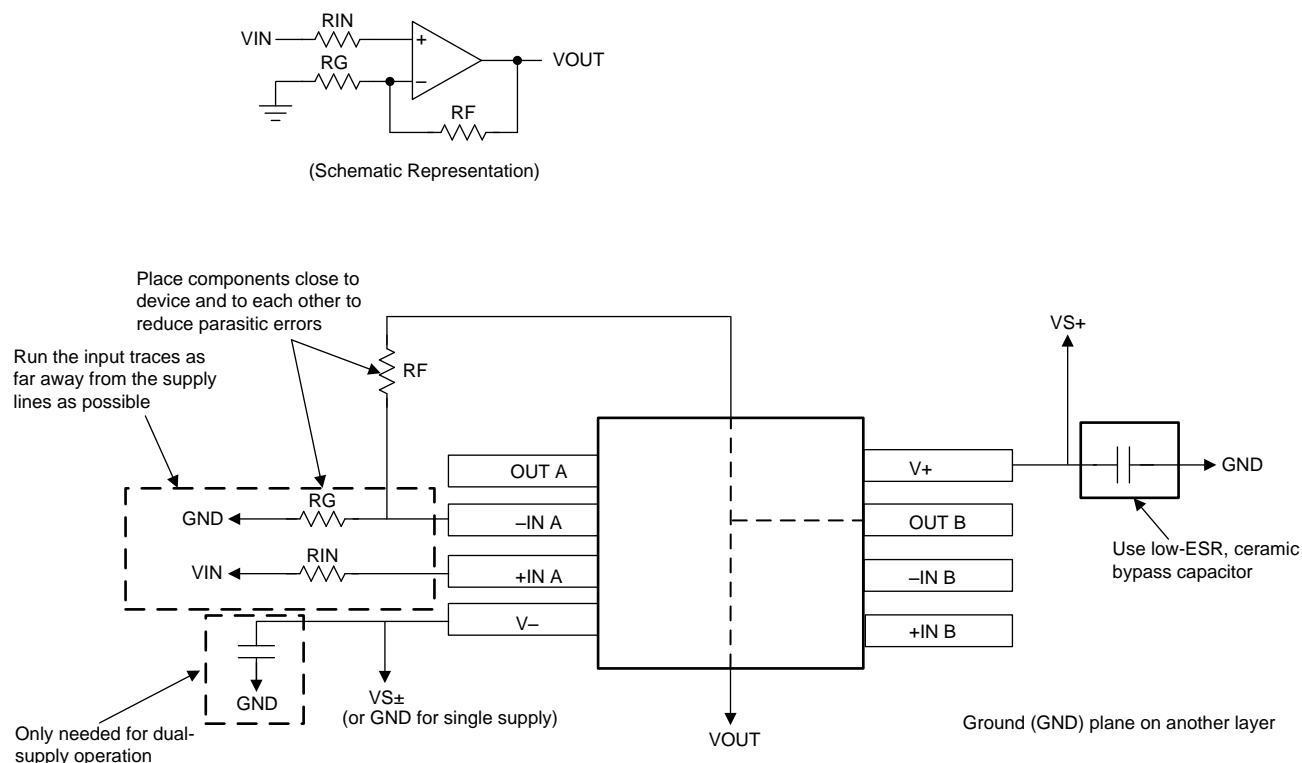 RIN
VIN
+
VOUT
RG
–
RF
(Schematic Representation)
Place components close to
device and to each other to
reduce parasitic errors
VS+
Run the input traces as
far away from the supply
lines as possible
RF
OUT A
V+
GND
RG
GND
–IN A
OUT B
Use low-ESR, ceramic
bypass capacitor
RIN
VIN
+IN A
–IN B
V–
+IN B
GND
VS±
(or GND for single supply)
Only needed for dual-
supply operation
VOUT
Ground (GND) plane on another layer